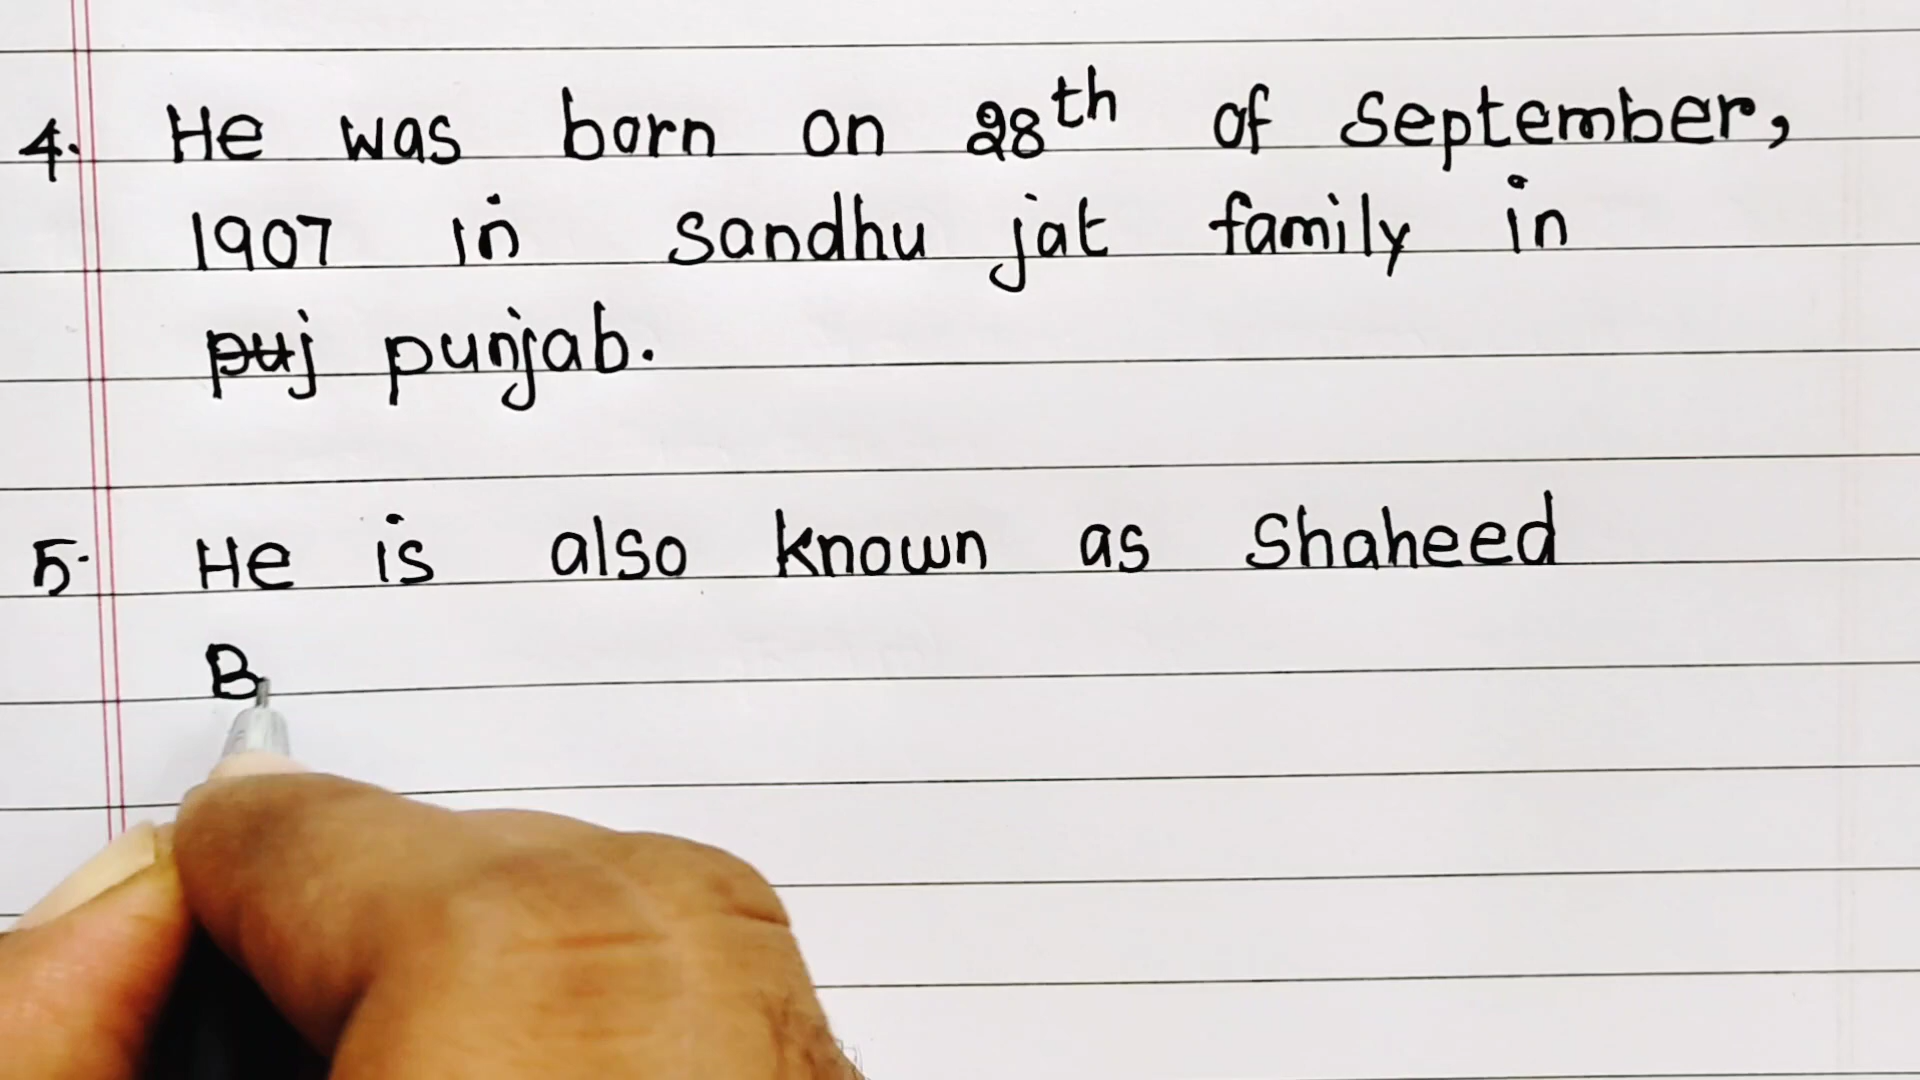 4. He was born on 28th of September,
1907 in Sandhu jat family in
puj punjab.
5. He is also known as Shaheed
B